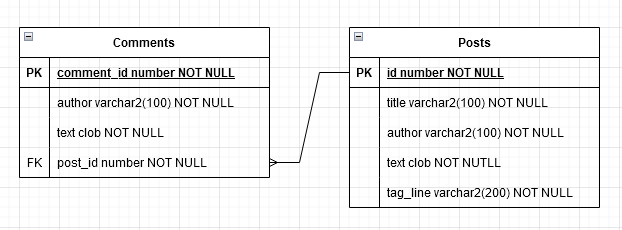 Comments
PK comment_id number NOT NULL
author varchar2(100) NOT NULL
text clob NOT NULL
FK post_id number NOT NULL
Posts
PK id number NOT NULL
title varchar2(100) NOT NULL
author varchar2(100) NOT NULL
text clob NOT NUTLL
tag_line varchar2(200) NOT NULL